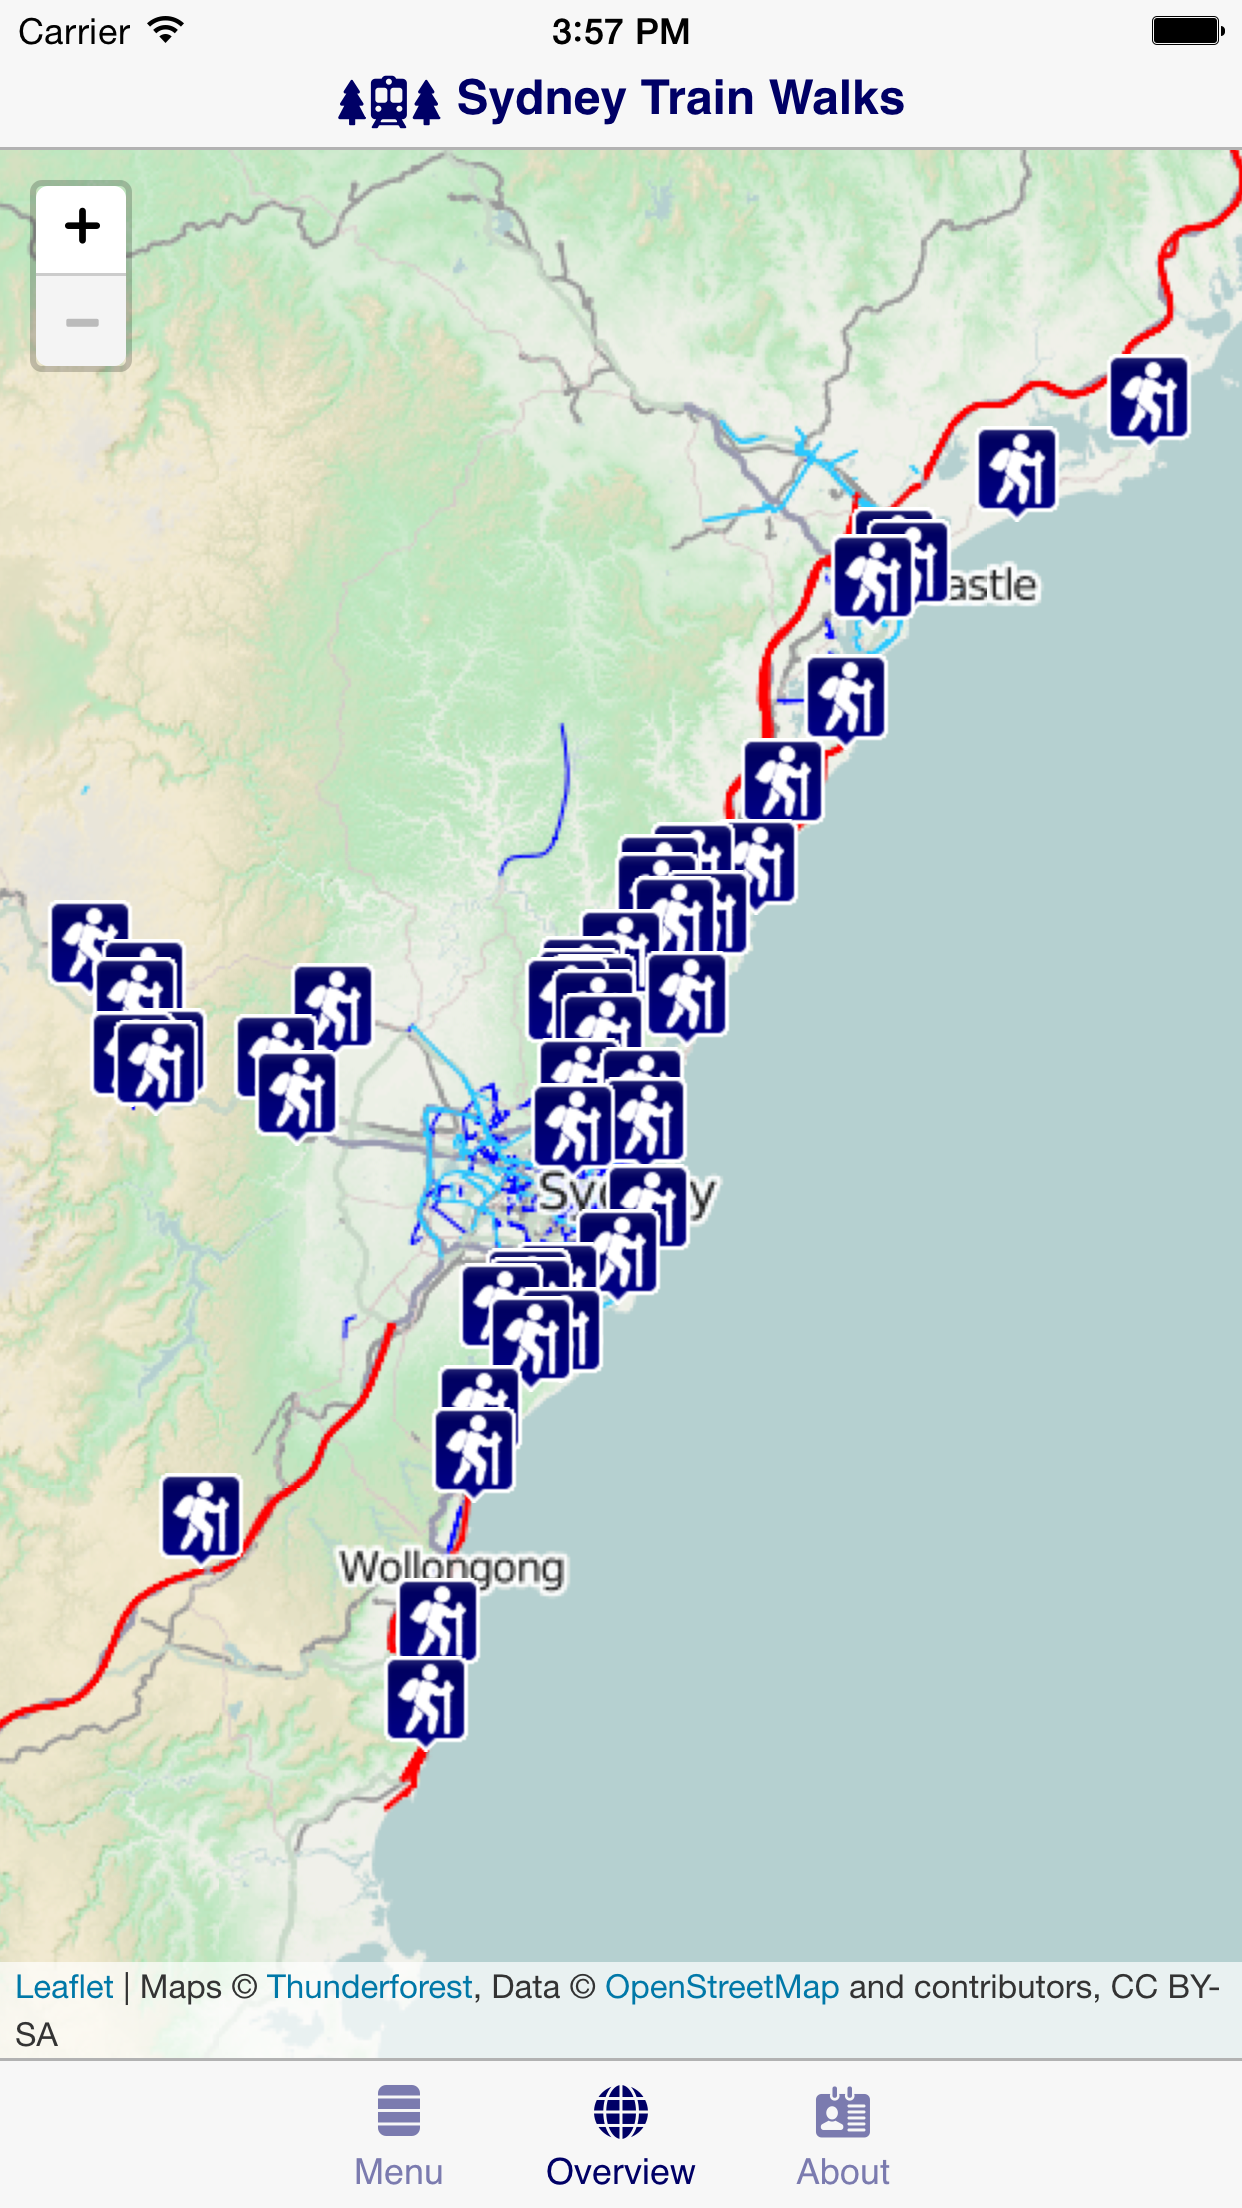 Carrier 3:57 PM
Sydney Train Walks
+
−
astle
Sydney
Wollongong
Leaflet | Maps © Thunderforest, Data © OpenStreetMap and contributors, CC BY-
SA
Menu Overview About